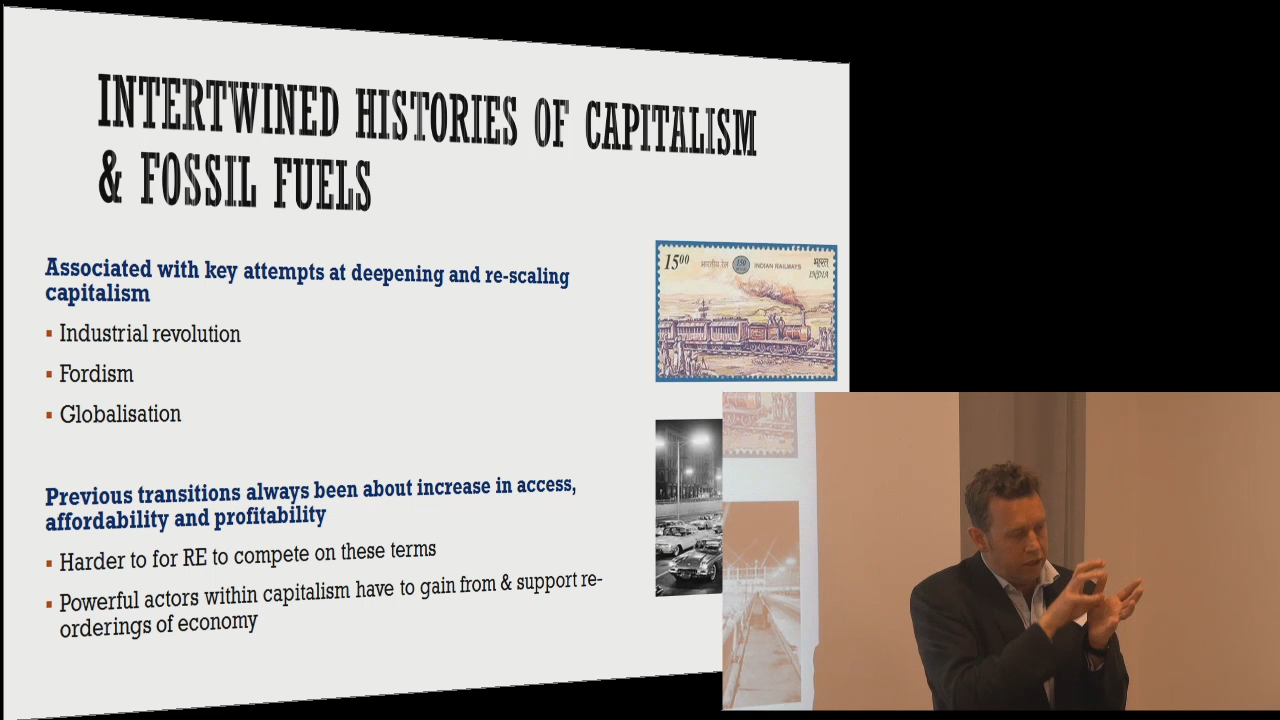 INTERTWINED HISTORIES OF CAPITALISM
& FOSSIL FUELS
Associated with key attempts at deepening and re-scaling
capitalism
▪ Industrial revolution
▪ Fordism
▪ Globalisation
Previous transitions always been about increase in access,
affordability and profitability
▪ Harder to for RE to compete on these terms
▪ Powerful actors within capitalism have to gain from & support re-
orderings of economy
1500 भारतीय रेल 150 INDIAN RAILWAYS भारत
INDIA